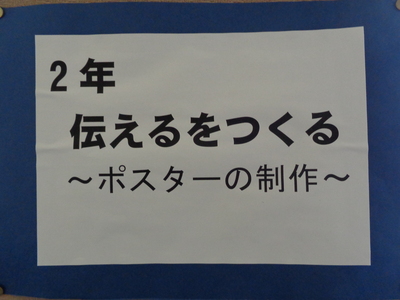 2年
伝えるをつくる
～ポスターの制作～